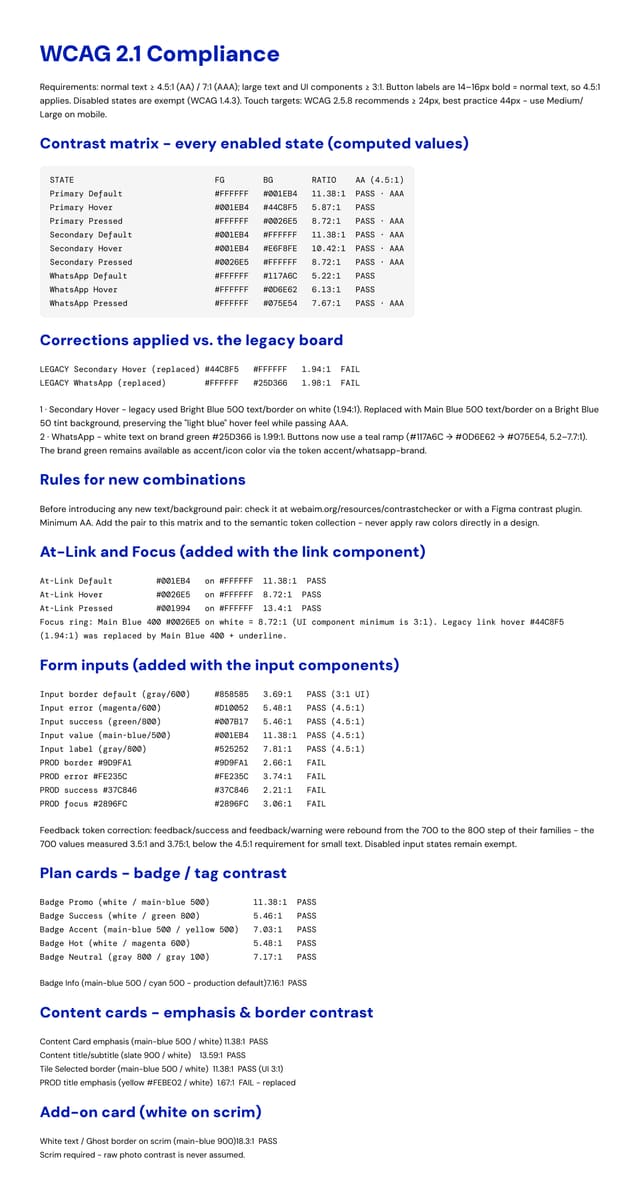 WCAG 2.1 Compliance
Requirements: normal text ≥ 4.5:1 (AA) / 7:1 (AAA); large text and UI components ≥ 3:1. Button labels are 14–16px bold = normal text, so 4.5:1
applies. Disabled states are exempt (WCAG 1.4.3). Touch targets: WCAG 2.5.8 recommends ≥ 24px, best practice 44px – use Medium/
Large on mobile.
Contrast matrix – every enabled state (computed values)
STATE FG BG RATIO AA (4.5:1)
Primary Default #FFFFFF #001EB4 11.38:1 PASS · AAA
Primary Hover #001EB4 #44C8F5 5.87:1 PASS
Primary Pressed #FFFFFF #0026E5 8.72:1 PASS · AAA
Secondary Default #001EB4 #FFFFFF 11.38:1 PASS · AAA
Secondary Hover #001EB4 #E6F8FE 10.42:1 PASS · AAA
Secondary Pressed #0026E5 #FFFFFF 8.72:1 PASS · AAA
WhatsApp Default #FFFFFF #117A6C 5.22:1 PASS
WhatsApp Hover #FFFFFF #0D6E62 6.13:1 PASS
WhatsApp Pressed #FFFFFF #075E54 7.67:1 PASS · AAA
Corrections applied vs. the legacy board
LEGACY Secondary Hover (replaced) #44C8F5 #FFFFFF 1.94:1 FAIL
LEGACY WhatsApp (replaced) #FFFFFF #25D366 1.98:1 FAIL
1 · Secondary Hover – legacy used Bright Blue 500 text/border on white (1.94:1). Replaced with Main Blue 500 text/border on a Bright Blue
50 tint background, preserving the "light blue" hover feel while passing AAA.
2 · WhatsApp – white text on brand green #25D366 is 1.99:1. Buttons now use a teal ramp (#117A6C → #0D6E62 → #075E54, 5.2–7.7:1).
The brand green remains available as accent/icon color via the token accent/whatsapp-brand.
Rules for new combinations
Before introducing any new text/background pair: check it at webaim.org/resources/contrastchecker or with a Figma contrast plugin.
Minimum AA. Add the pair to this matrix and to the semantic token collection – never apply raw colors directly in a design.
At-Link and Focus (added with the link component)
At-Link Default #001EB4 on #FFFFFF 11.38:1 PASS
At-Link Hover #0026E5 on #FFFFFF 8.72:1 PASS
At-Link Pressed #001994 on #FFFFFF 13.4:1 PASS
Focus ring: Main Blue 400 #0026E5 on white = 8.72:1 (UI component minimum is 3:1). Legacy link hover #44C8F5
(1.94:1) was replaced by Main Blue 400 + underline.
Form inputs (added with the input components)
Input border default (gray/600) #858585 3.69:1 PASS (3:1 UI)
Input error (magenta/600) #D10052 5.48:1 PASS (4.5:1)
Input success (green/800) #007B17 5.46:1 PASS (4.5:1)
Input value (main-blue/500) #001EB4 11.38:1 PASS (4.5:1)
Input label (gray/800) #525252 7.81:1 PASS (4.5:1)
PROD border #9D9FA1 #9D9FA1 2.66:1 FAIL
PROD error #FE235C #FE235C 3.74:1 FAIL
PROD success #37C846 #37C846 2.21:1 FAIL
PROD focus #2896FC #2896FC 3.06:1 FAIL
Feedback token correction: feedback/success and feedback/warning were rebound from the 700 to the 800 step of their families – the
700 values measured 3.5:1 and 3.75:1, below the 4.5:1 requirement for small text. Disabled input states remain exempt.
Plan cards – badge / tag contrast
Badge Promo (white / main-blue 500) 11.38:1 PASS
Badge Success (white / green 800) 5.46:1 PASS
Badge Accent (main-blue 500 / yellow 500) 7.03:1 PASS
Badge Hot (white / magenta 600) 5.48:1 PASS
Badge Neutral (gray 800 / gray 100) 7.17:1 PASS
Badge Info (main-blue 500 / cyan 500 – production default)7.16:1 PASS
Content cards – emphasis & border contrast
Content Card emphasis (main-blue 500 / white) 11.38:1 PASS
Content title/subtitle (slate 900 / white) 13.59:1 PASS
Tile Selected border (main-blue 500 / white) 11.38:1 PASS (UI 3:1)
PROD title emphasis (yellow #FEBE02 / white) 1.67:1 FAIL – replaced
Add-on card (white on scrim)
White text / Ghost border on scrim (main-blue 900)18.3:1 PASS
Scrim required – raw photo contrast is never assumed.